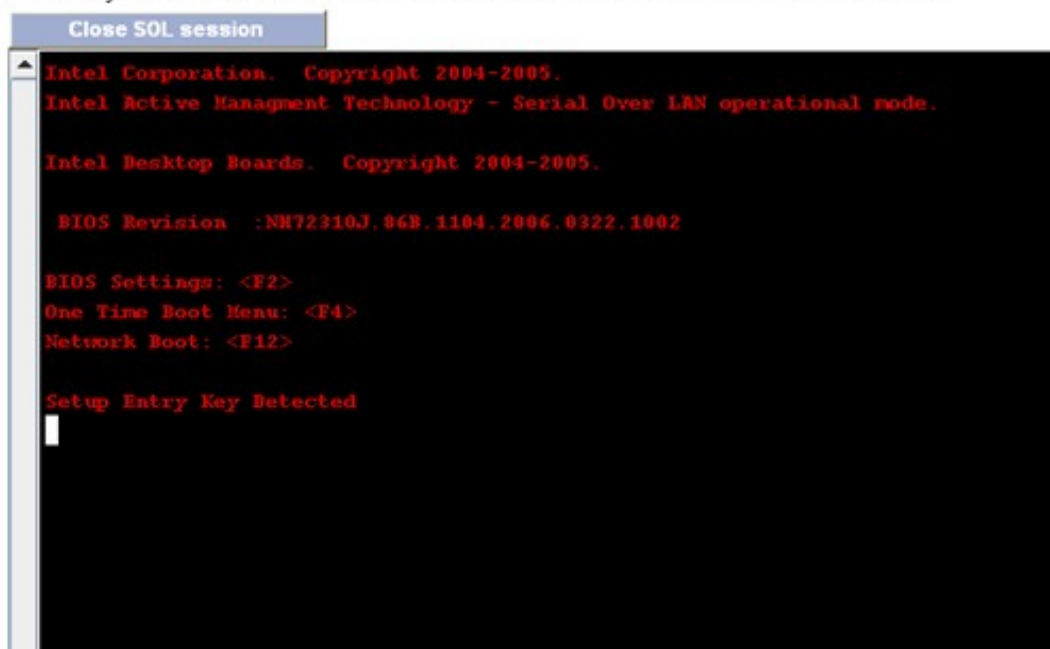 Close SOL session
Intel Corporation.  Copyright 2004-2005.
Intel Active Managment Technology - Serial Over LAN operational mode.
Intel Desktop Boards.  Copyright 2004-2005.
BIOS Revision  :NH72310J.86B.1104.2006.0322.1002
BIOS Settings: <F2>
One Time Boot Menu: <F4>
Network Boot: <F12>
Setup Entry Key Detected